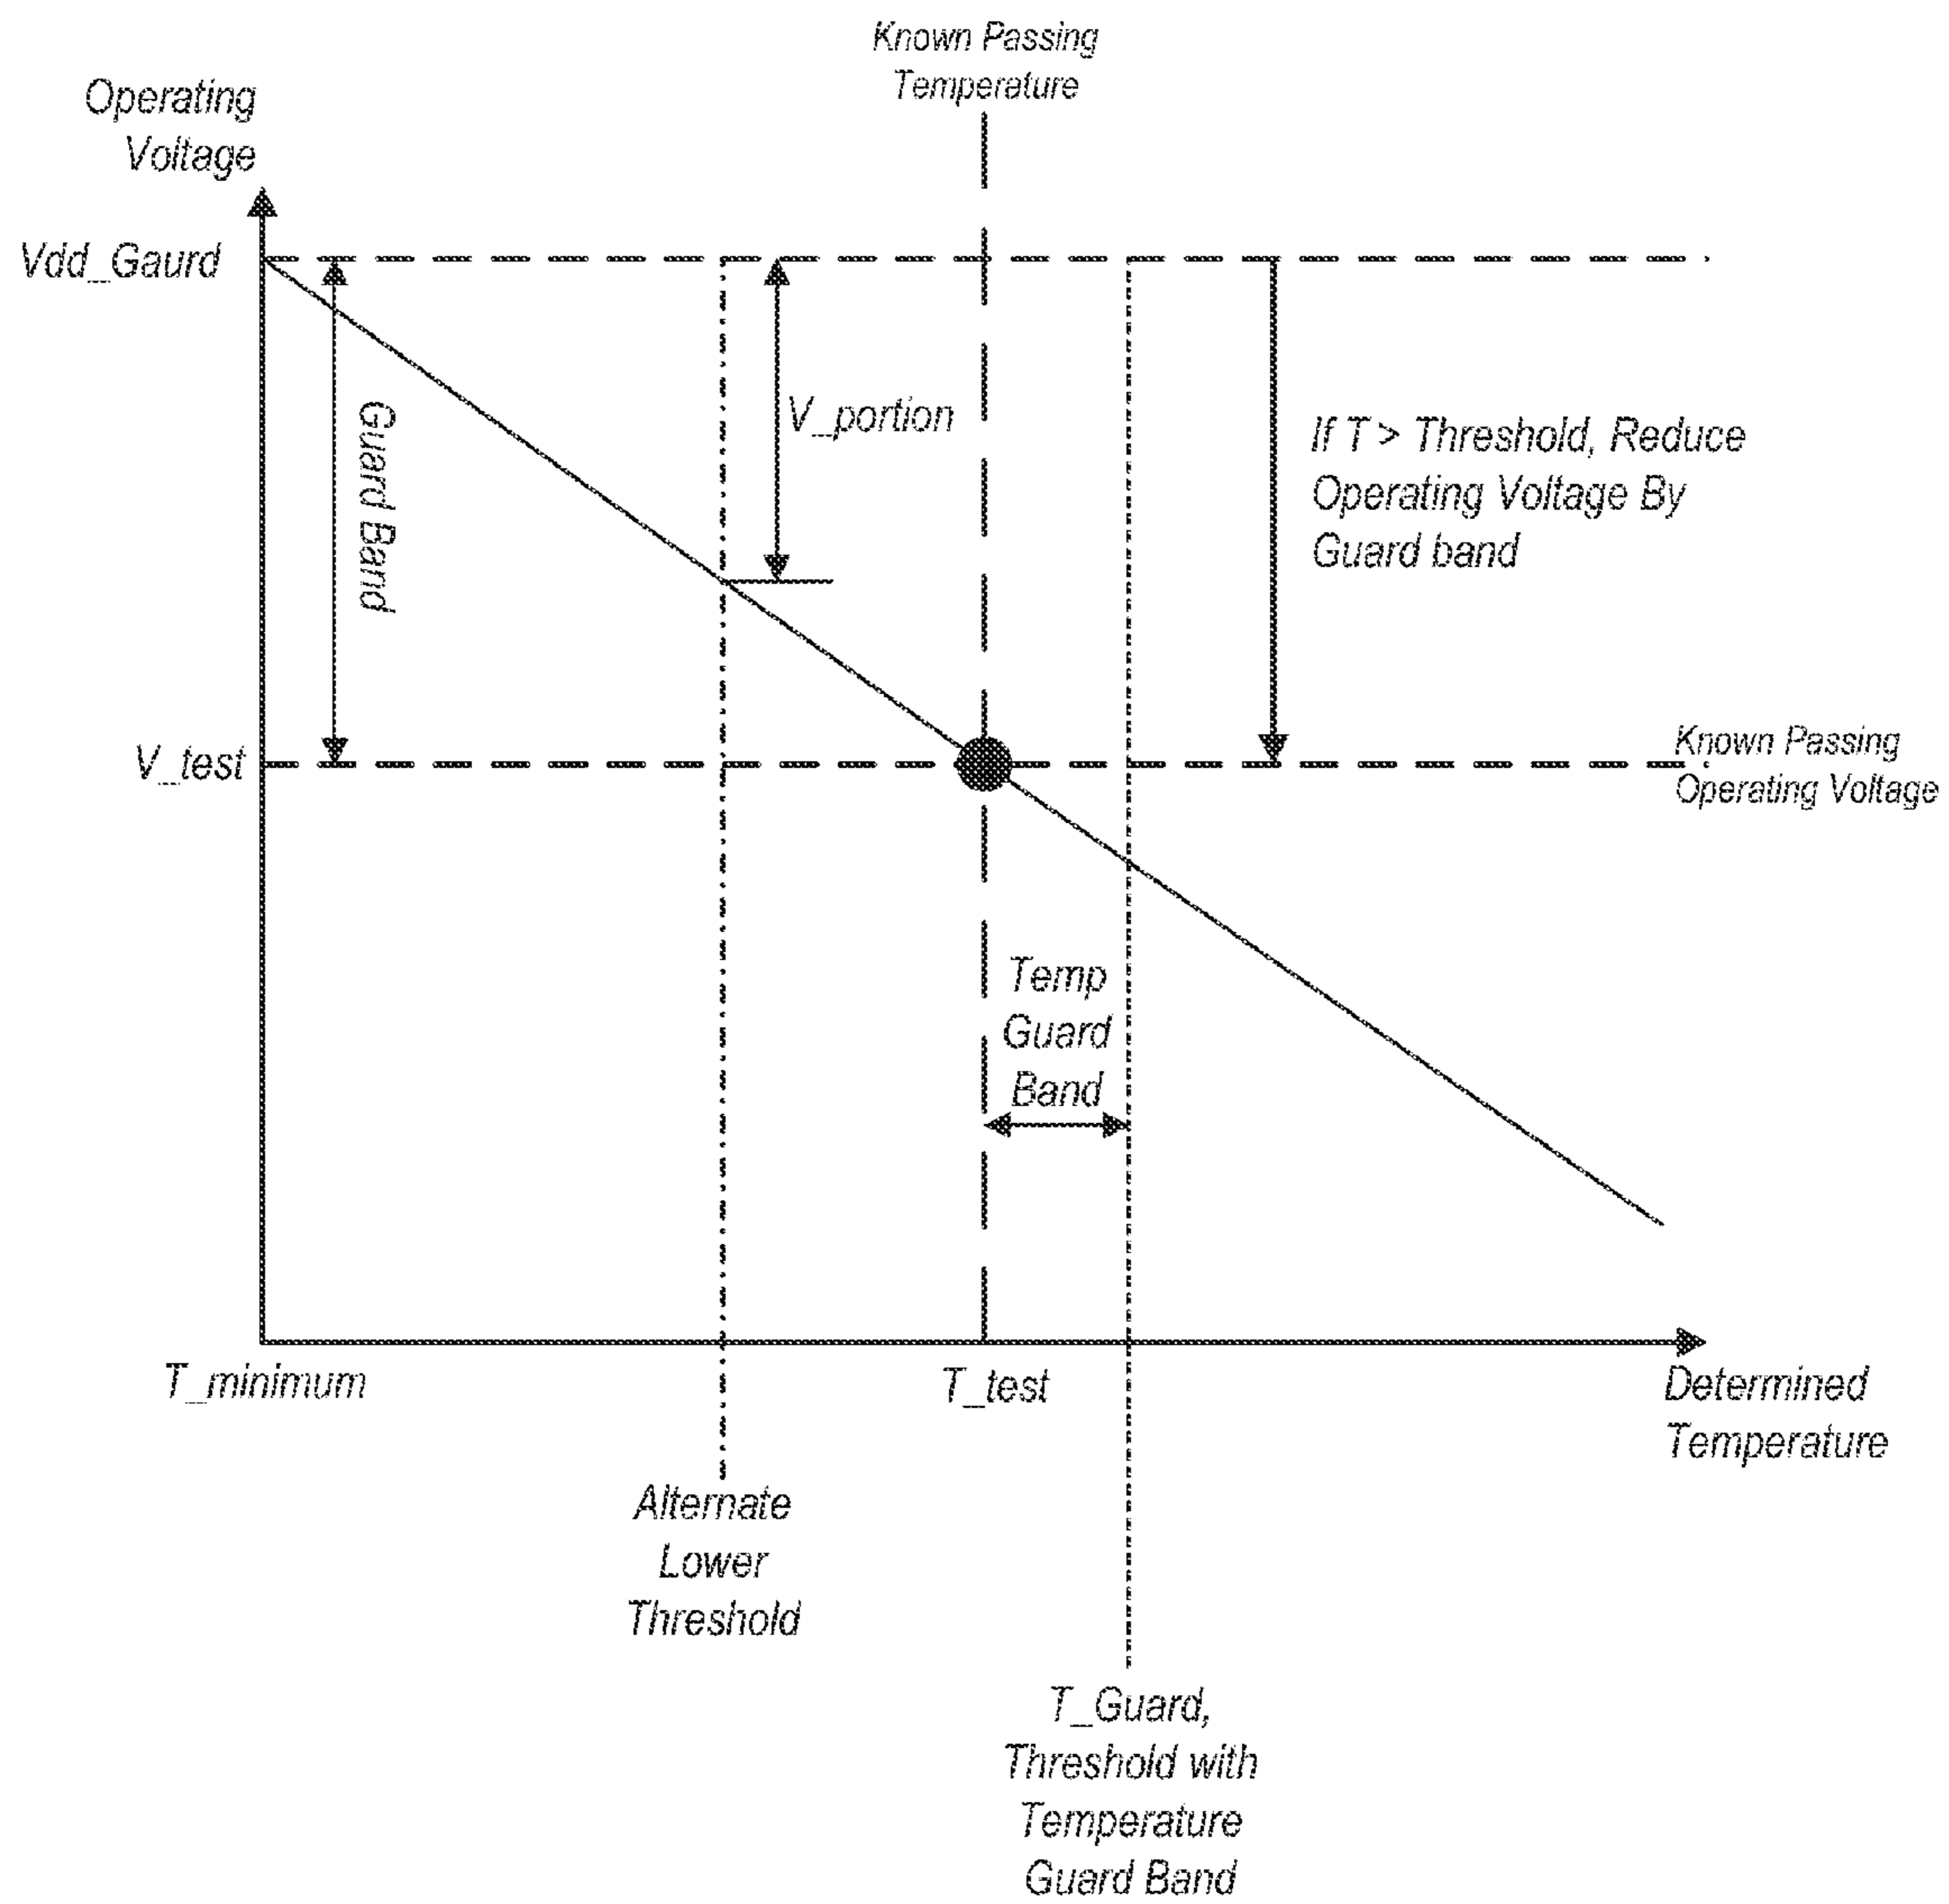 Known Passing
Temperature
Operating
Voltage
Vdd_Gaurd
Guard Band
V_portion
If T > Threshold, Reduce
Operating Voltage By
Guard band
V_test
Known Passing
Operating Voltage
Temp
Guard
Band
T_minimum
T_test
Determined
Temperature
Alternate
Lower
Threshold
T_Guard,
Threshold with
Temperature
Guard Band